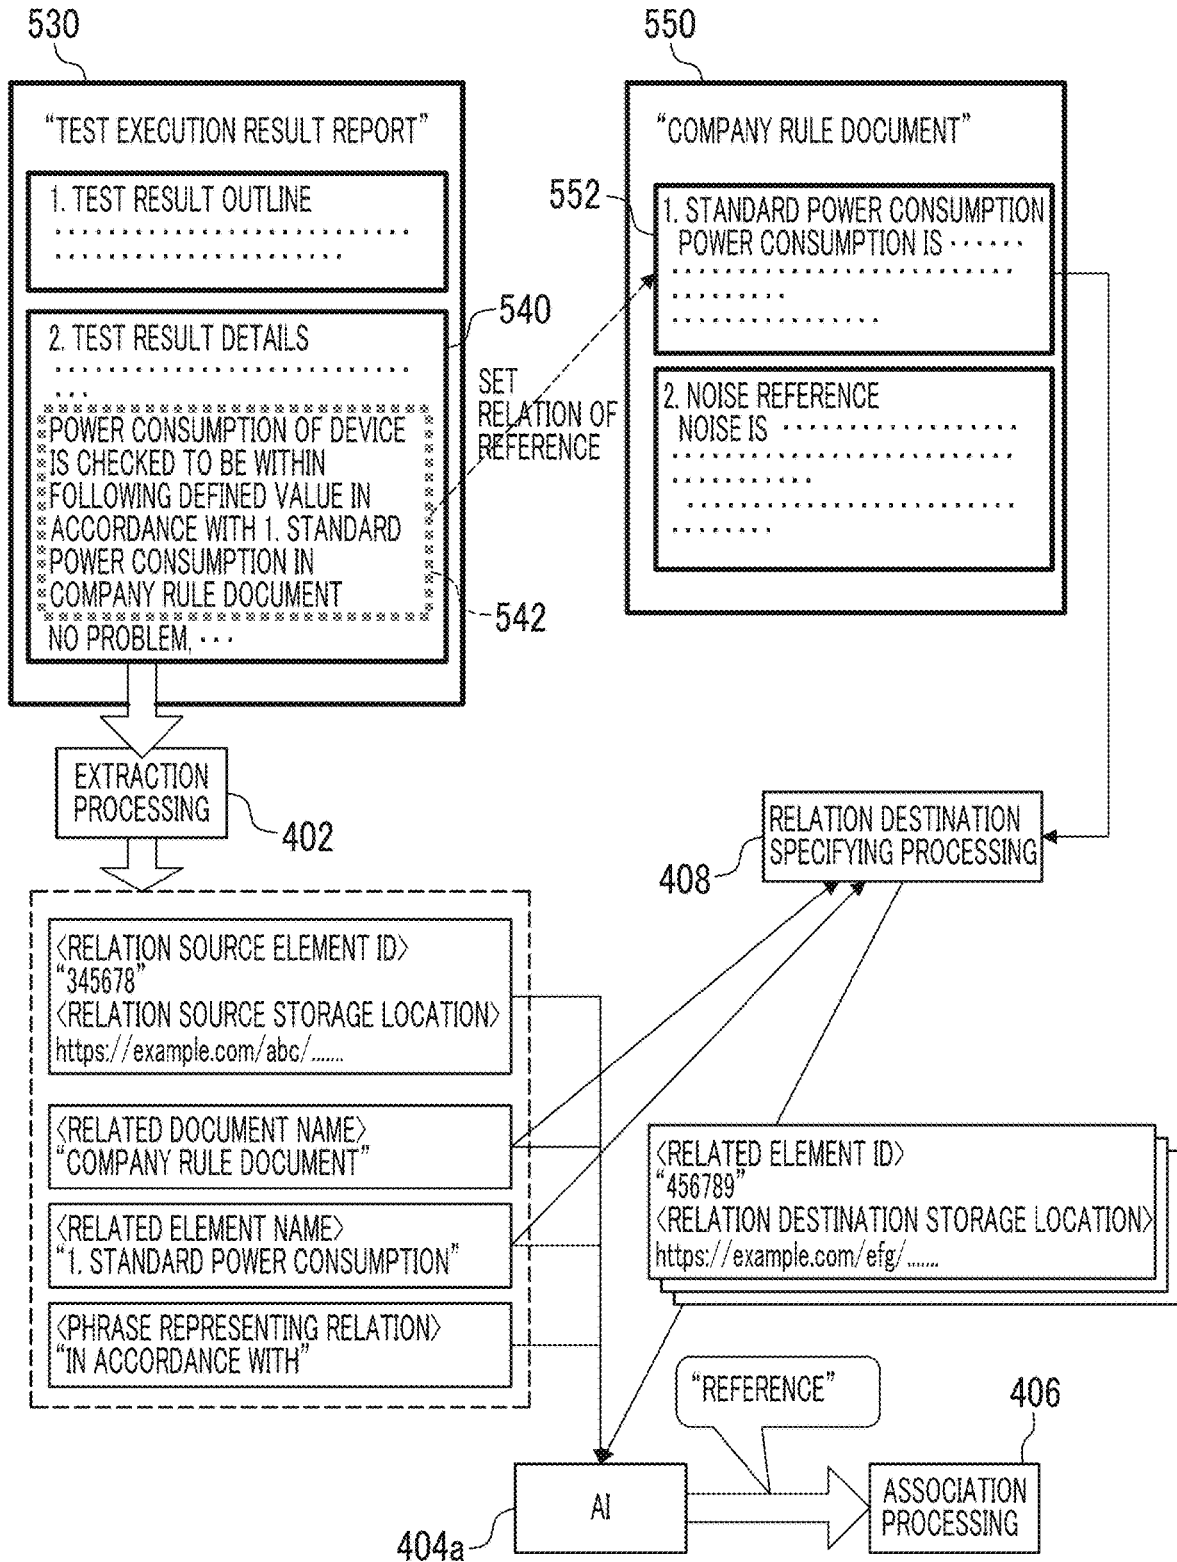 530
"TEST EXECUTION RESULT REPORT"
1. TEST RESULT OUTLINE
540
2. TEST RESULT DETAILS
POWER CONSUMPTION OF DEVICE
IS CHECKED TO BE WITHIN
FOLLOWING DEFINED VALUE IN
ACCORDANCE WITH 1. STANDARD
POWER CONSUMPTION IN
COMPANY RULE DOCUMENT
542
NO PROBLEM, ···
SET
RELATION OF
REFERENCE
550
"COMPANY RULE DOCUMENT"
552
1. STANDARD POWER CONSUMPTION
POWER CONSUMPTION IS ······
2. NOISE REFERENCE
NOISE IS ··················
EXTRACTION
PROCESSING
402
RELATION DESTINATION
SPECIFYING PROCESSING
408
<RELATION SOURCE ELEMENT ID>
"345678"
<RELATION SOURCE STORAGE LOCATION>
https://example.com/abc/.......
<RELATED DOCUMENT NAME>
"COMPANY RULE DOCUMENT"
<RELATED ELEMENT NAME>
"1. STANDARD POWER CONSUMPTION"
<PHRASE REPRESENTING RELATION>
"IN ACCORDANCE WITH"
<RELATED ELEMENT ID>
"456789"
<RELATION DESTINATION STORAGE LOCATION>
https://example.com/efg/.......
"REFERENCE"
406
AI
404a
ASSOCIATION
PROCESSING